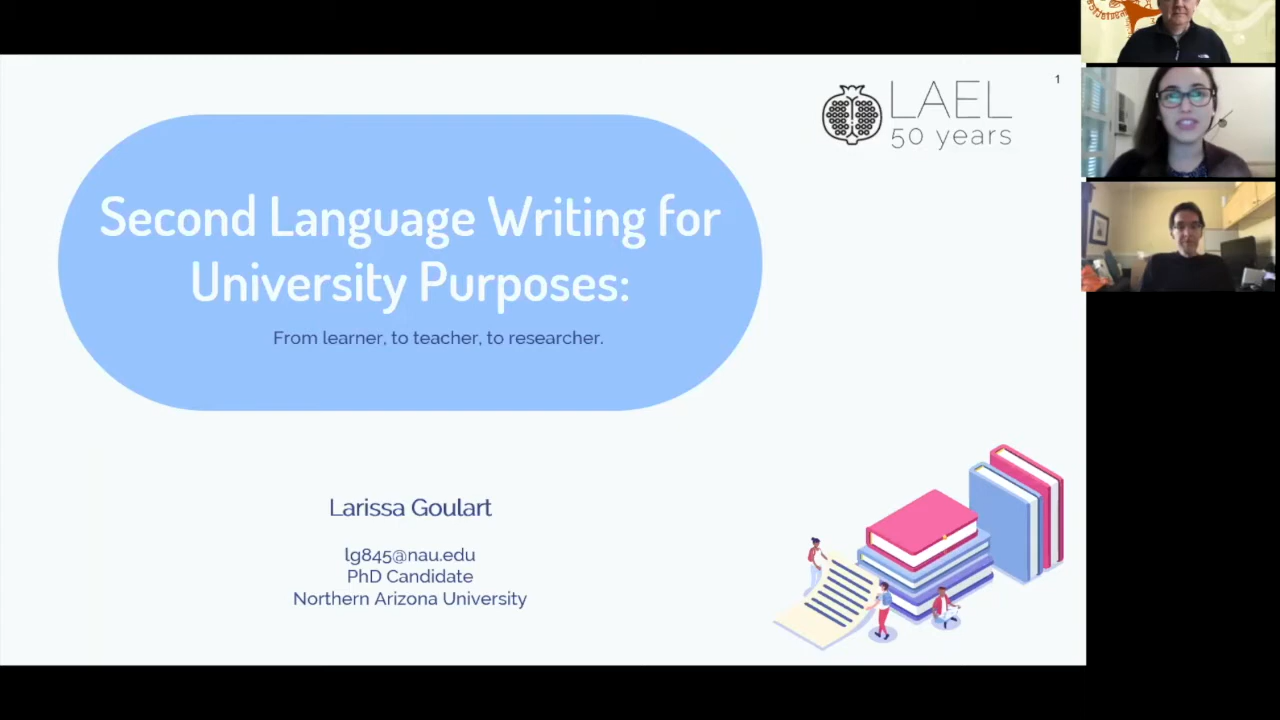 LAEL
50 years
1
Second Language Writing for
University Purposes:
From learner, to teacher, to researcher.
Larissa Goulart
lg845@nau.edu
PhD Candidate
Northern Arizona University